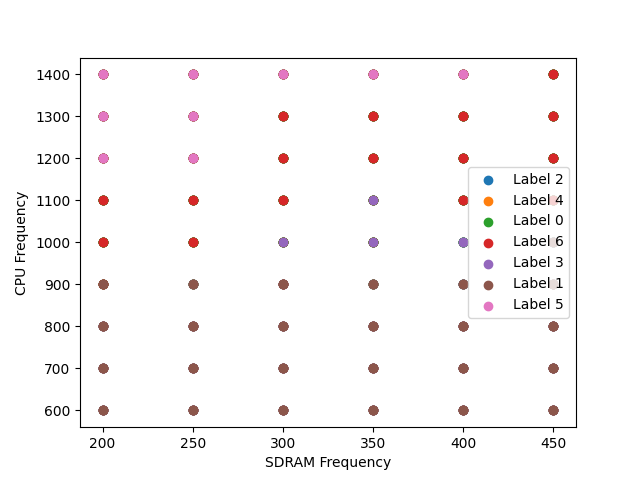 1400
1300
1200
1100
1000
900
800
700
600
CPU Frequency
Label 2
Label 4
Label 0
Label 6
Label 3
Label 1
Label 5
200 250 300 350 400 450
SDRAM Frequency